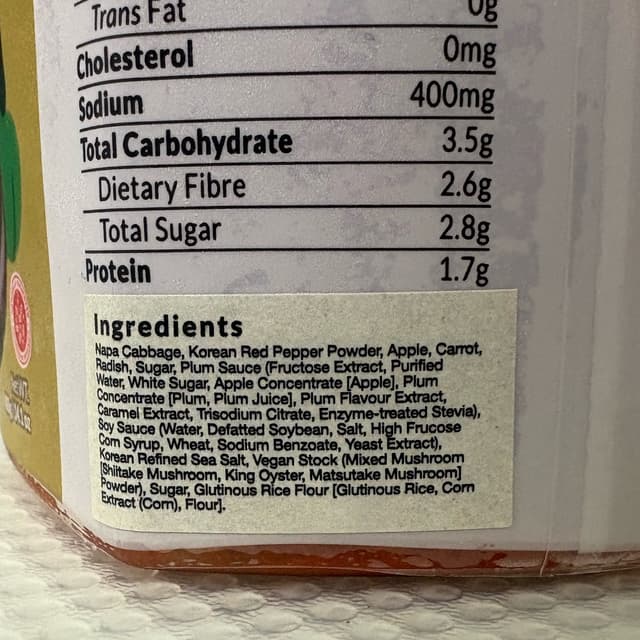 Trans Fat 0g
Cholesterol 0mg
Sodium 400mg
Total Carbohydrate 3.5g
Dietary Fibre 2.6g
Total Sugar 2.8g
Protein 1.7g
Ingredients
Napa Cabbage, Korean Red Pepper Powder, Apple, Carrot,
Radish, Sugar, Plum Sauce (Fructose Extract, Purified
Water, White Sugar, Apple Concentrate [Apple], Plum
Concentrate [Plum, Plum Juice], Plum Flavour Extract,
Caramel Extract, Trisodium Citrate, Enzyme-treated Stevia),
Soy Sauce (Water, Defatted Soybean, Salt, High Frucose
Corn Syrup, Wheat, Sodium Benzoate, Yeast Extract),
Korean Refined Sea Salt, Vegan Stock (Mixed Mushroom
[Shiitake Mushroom, King Oyster, Matsutake Mushroom]
Powder), Sugar, Glutinous Rice Flour [Glutinous Rice, Corn
Extract (Corn), Flour].